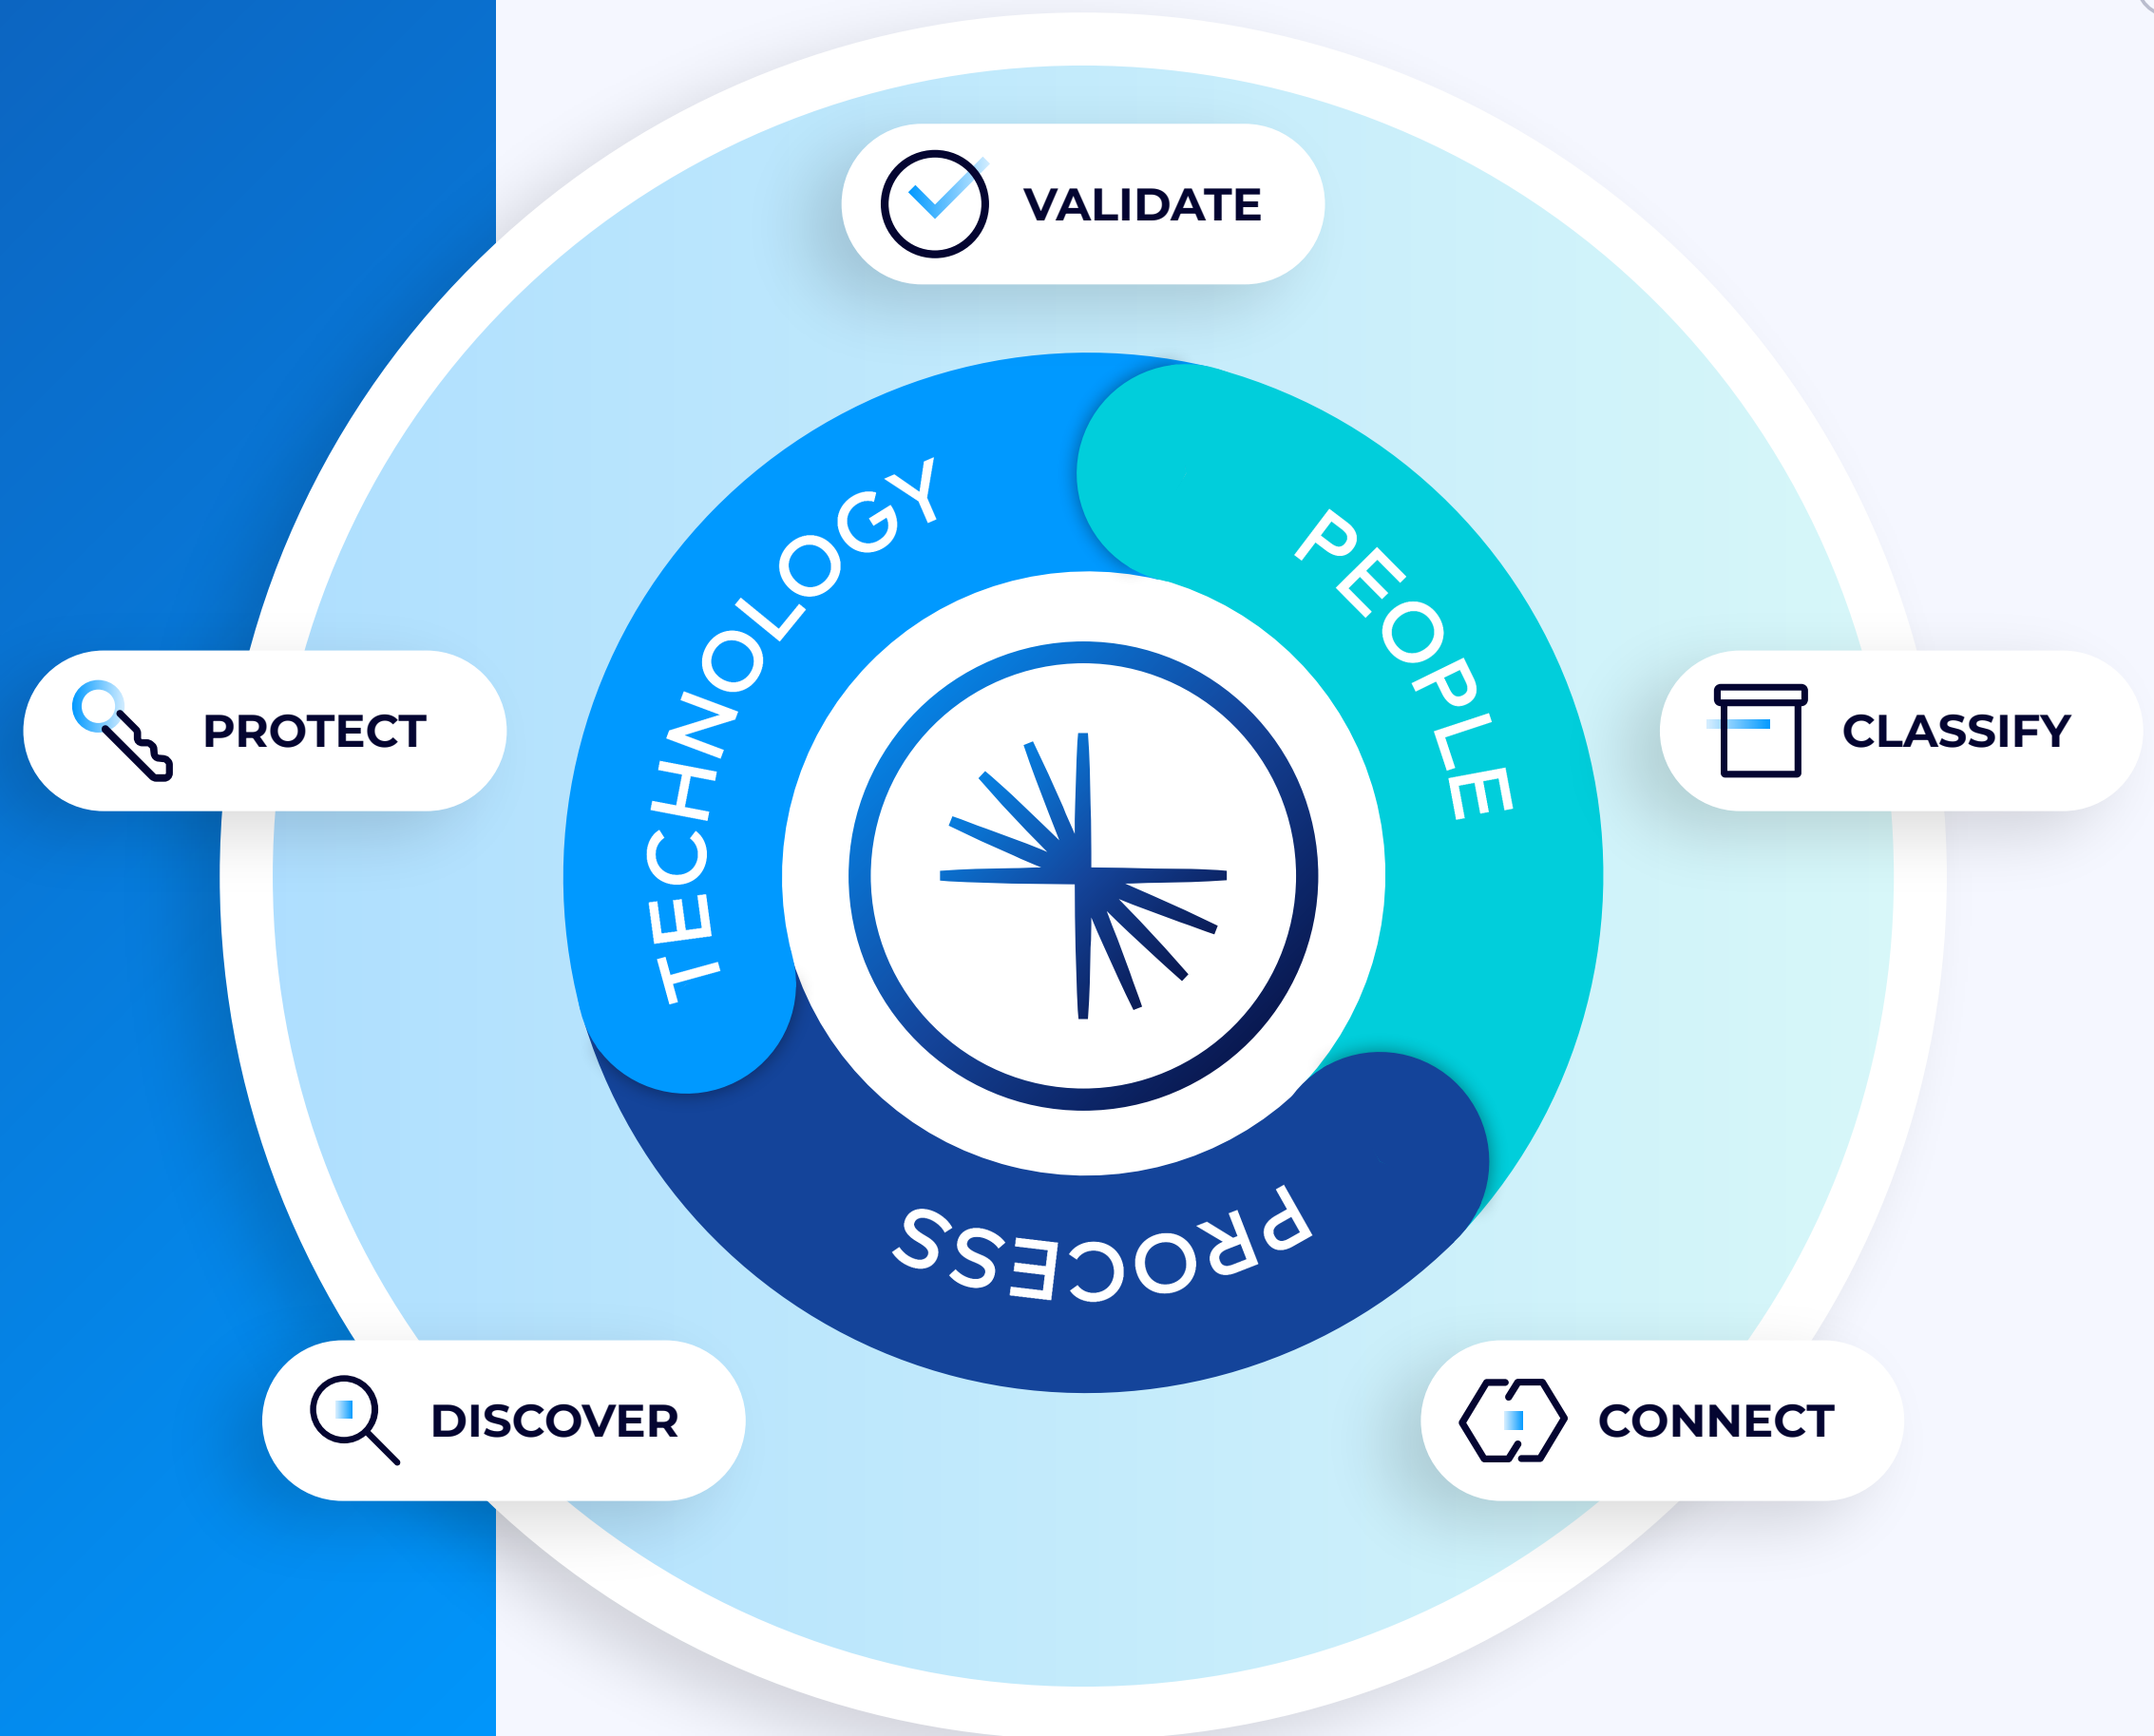 VALIDATE
TECHNOLOGY
PEOPLE
PROTECT
CLASSIFY
PROCESS
DISCOVER
CONNECT